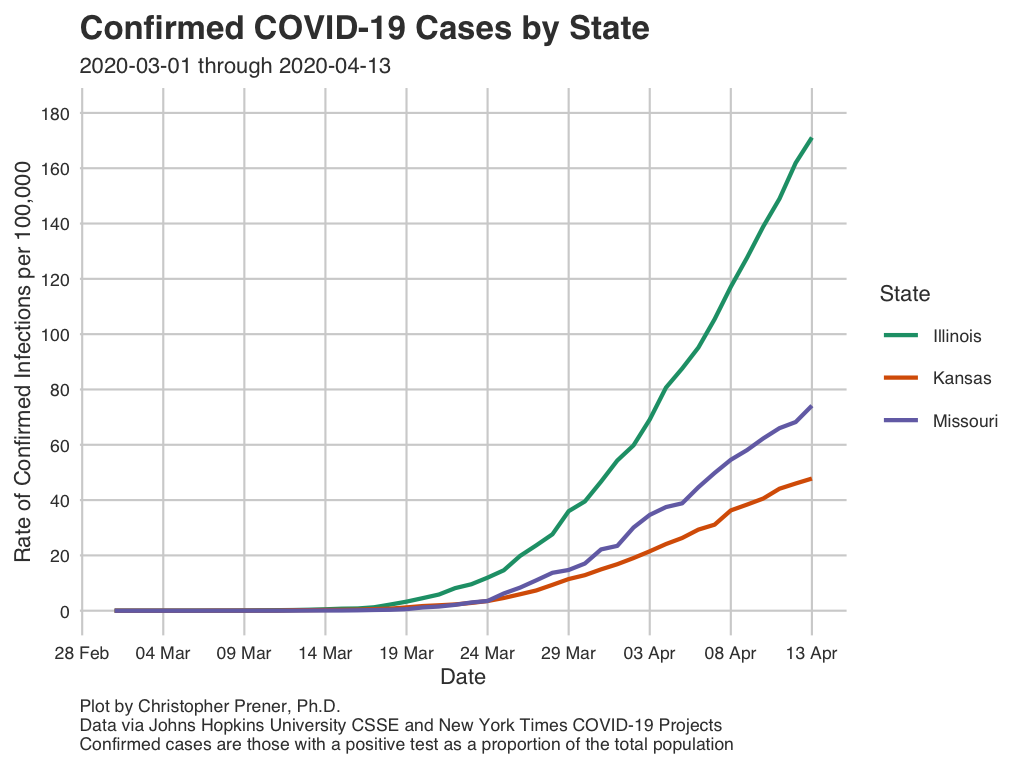 Confirmed COVID-19 Cases by State
2020-03-01 through 2020-04-13
Rate of Confirmed Infections per 100,000
180
160
140
120
100
80
60
40
20
0
28 Feb 04 Mar 09 Mar 14 Mar 19 Mar 24 Mar 29 Mar 03 Apr 08 Apr 13 Apr
Date
State
Illinois
Kansas
Missouri
Plot by Christopher Prener, Ph.D.
Data via Johns Hopkins University CSSE and New York Times COVID-19 Projects
Confirmed cases are those with a positive test as a proportion of the total population